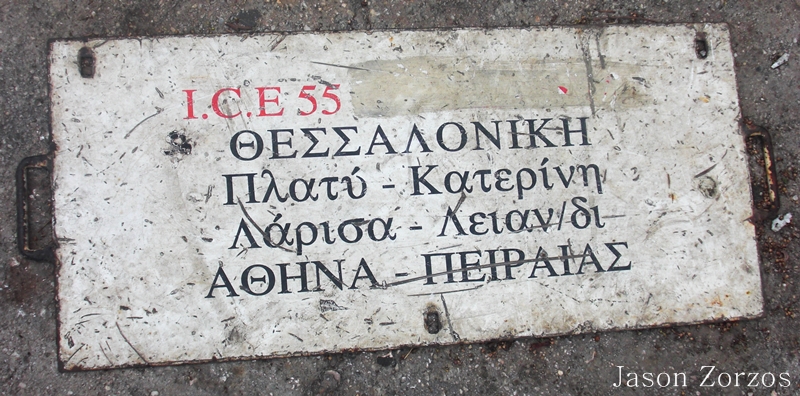 I.C.E 55
ΘΕΣΣΑΛΟΝΙΚΗ
Πλατύ - Κατερίνη
Λάρισα - Λειαν/δι
ΑΘΗΝΑ - ΠΕΙΡΑΙΑΣ
Jason Zorzos